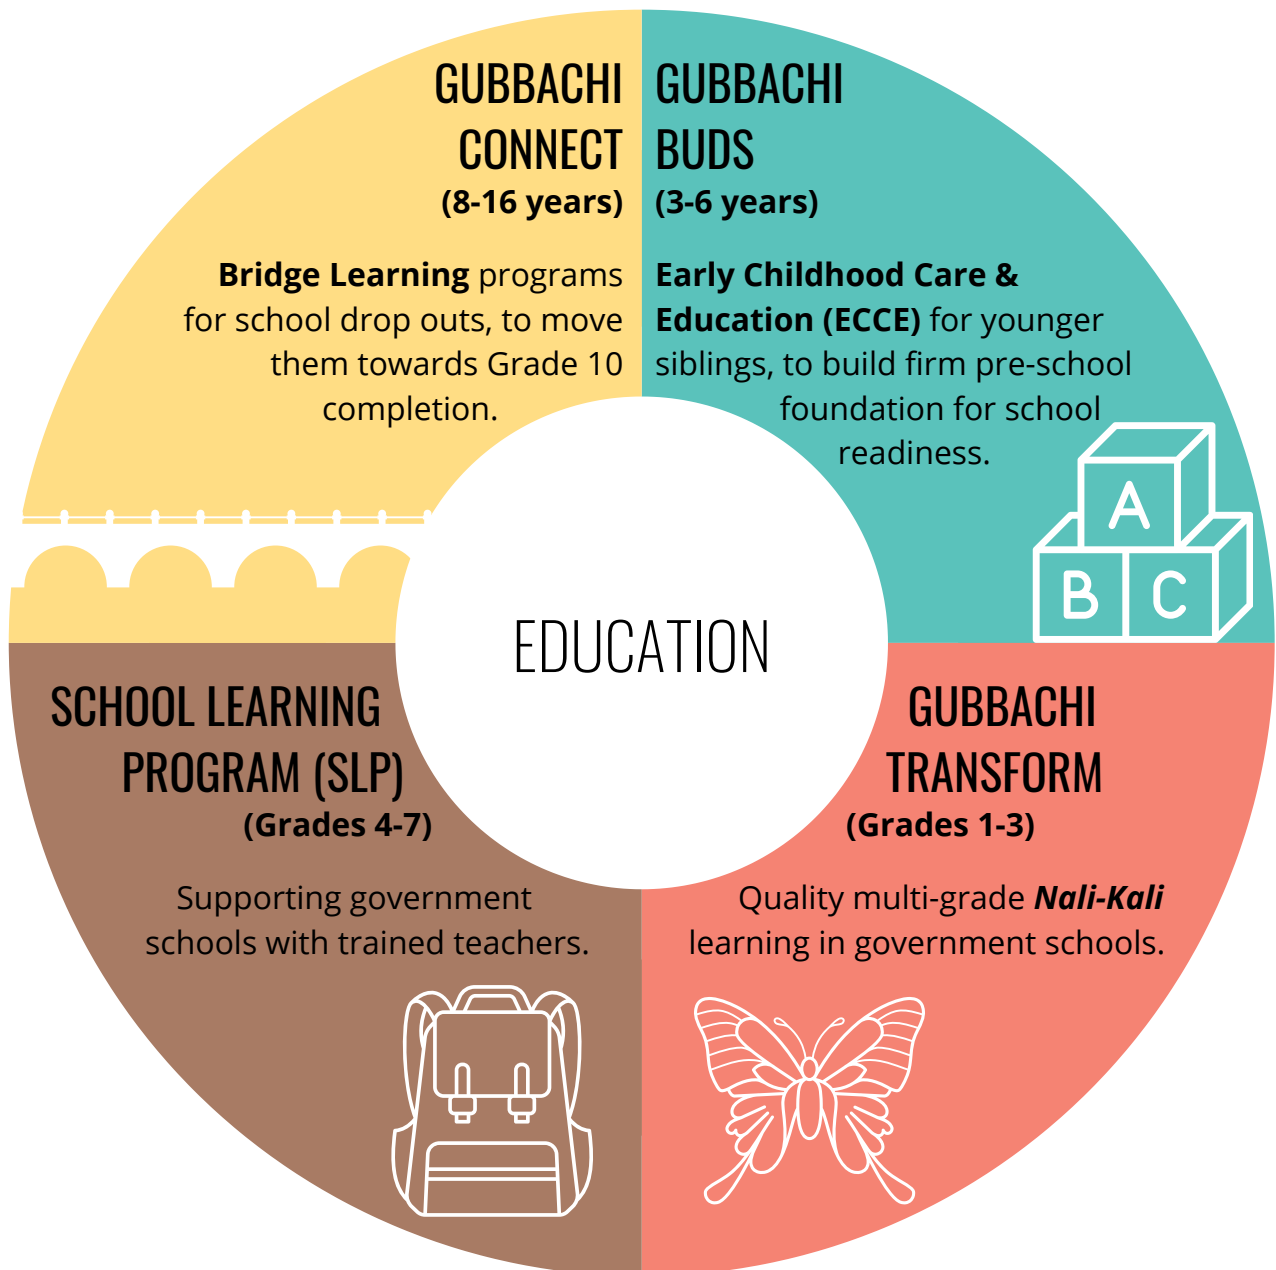 GUBBACHI
CONNECT
(8-16 years)
Bridge Learning programs
for school drop outs, to move
them towards Grade 10
completion.
GUBBACHI
BUDS
(3-6 years)
Early Childhood Care &
Education (ECCE) for younger
siblings, to build firm pre-school
foundation for school
readiness.
A
B C
EDUCATION
SCHOOL LEARNING
PROGRAM (SLP)
(Grades 4-7)
Supporting government
schools with trained teachers.
GUBBACHI
TRANSFORM
(Grades 1-3)
Quality multi-grade Nali-Kali
learning in government schools.